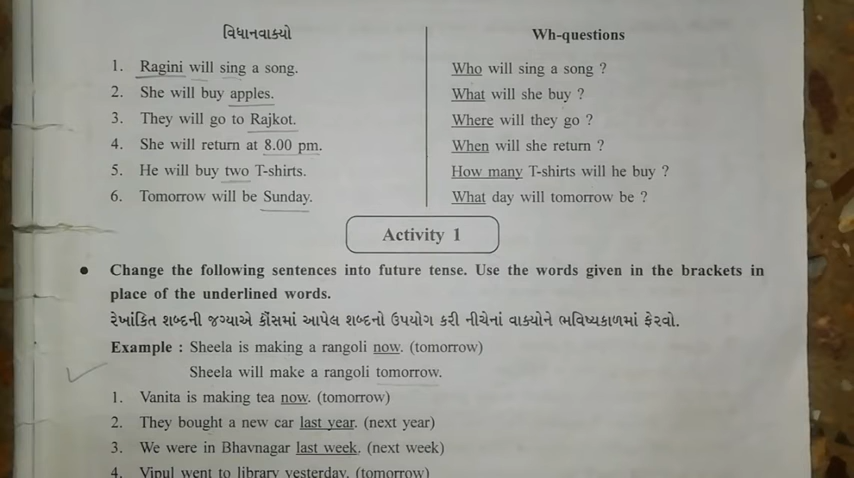 વિધાનવાક્યો Wh-questions
1. Ragini will sing a song. Who will sing a song ?
2. She will buy apples. What will she buy ?
3. They will go to Rajkot. Where will they go ?
4. She will return at 8.00 pm. When will she return ?
5. He will buy two T-shirts. How many T-shirts will he buy ?
6. Tomorrow will be Sunday. What day will tomorrow be ?
Activity 1
• Change the following sentences into future tense. Use the words given in the brackets in
place of the underlined words.
રેખાંકિત શબ્દની જગ્યાએ કૌંસમાં આપેલ શબ્દનો ઉપયોગ કરી નીચેનાં વાક્યોને ભવિષ્યકાળમાં ફેરવો.
Example : Sheela is making a rangoli now. (tomorrow)
Sheela will make a rangoli tomorrow.
1. Vanita is making tea now. (tomorrow)
2. They bought a new car last year. (next year)
3. We were in Bhavnagar last week. (next week)
4. Vipul went to library yesterday. (tomorrow)